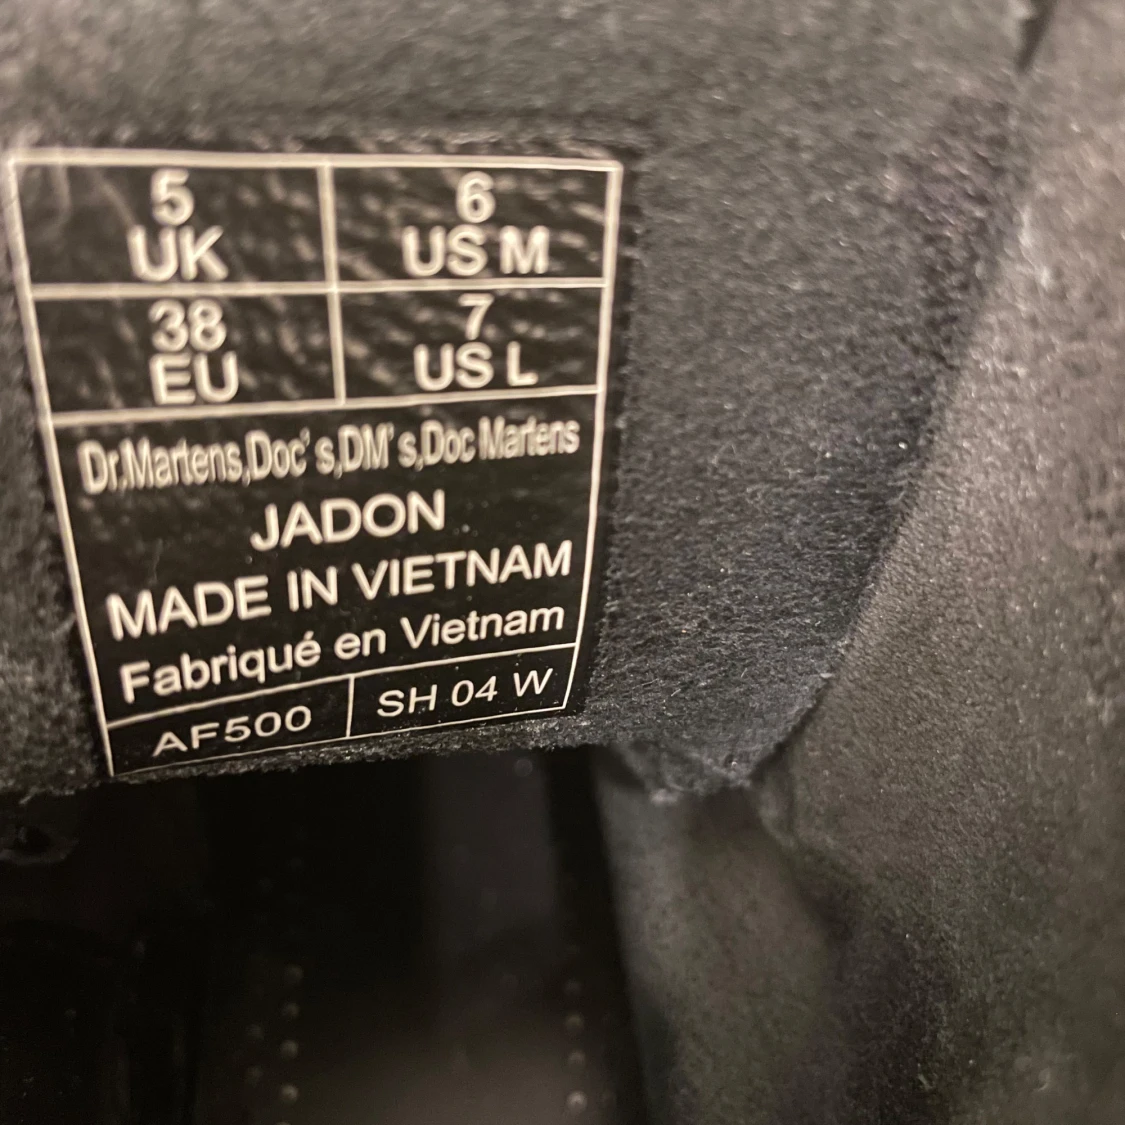 5
UK
6
US M
38
EU
7
US L
Dr.Martens,Doc's,DM's,Doc Martens
JADON
MADE IN VIETNAM
Fabriqué en Vietnam
AF500
SH 04 W